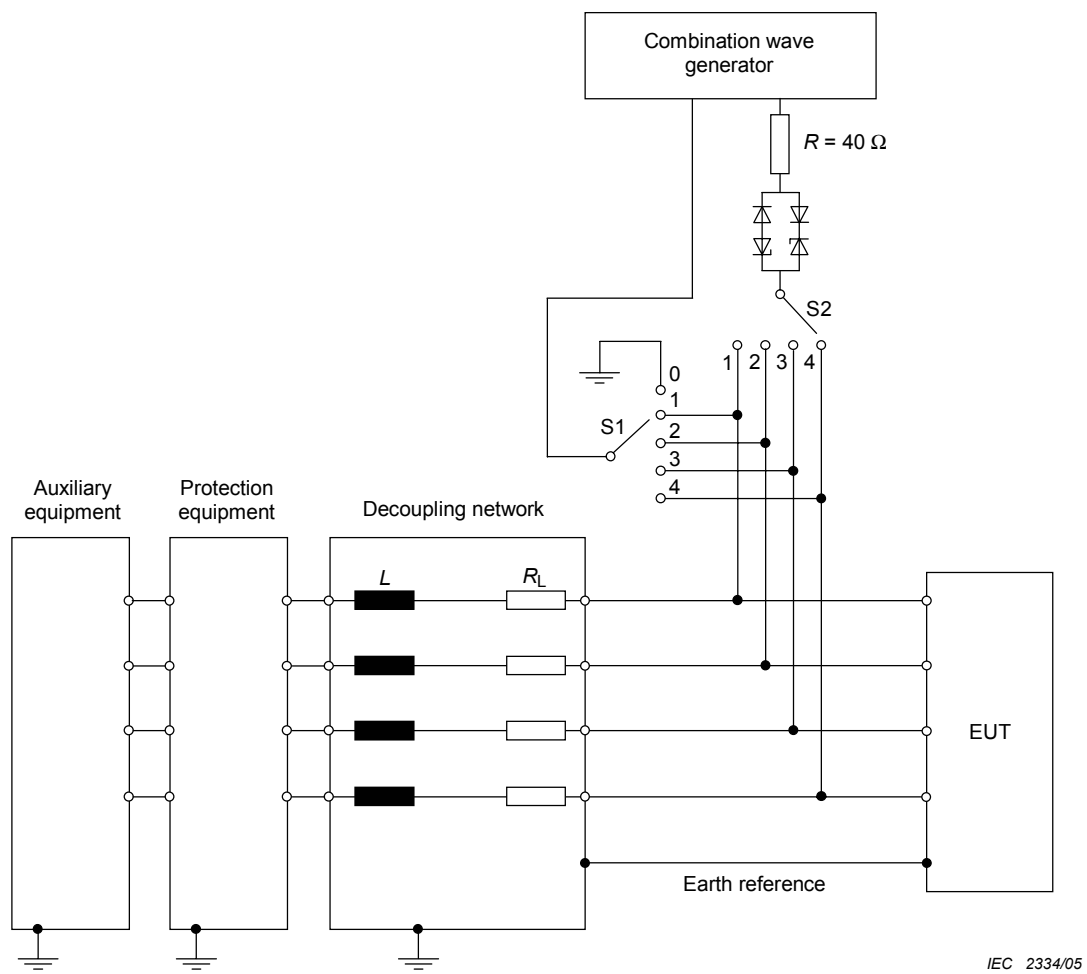 Combination wave
generator
R = 40 Ω
S2
1 2 3 4
0
1
S1
2
3
4
Auxiliary
equipment
Protection
equipment
Decoupling network
L
RL
EUT
Earth reference
IEC 2334/05